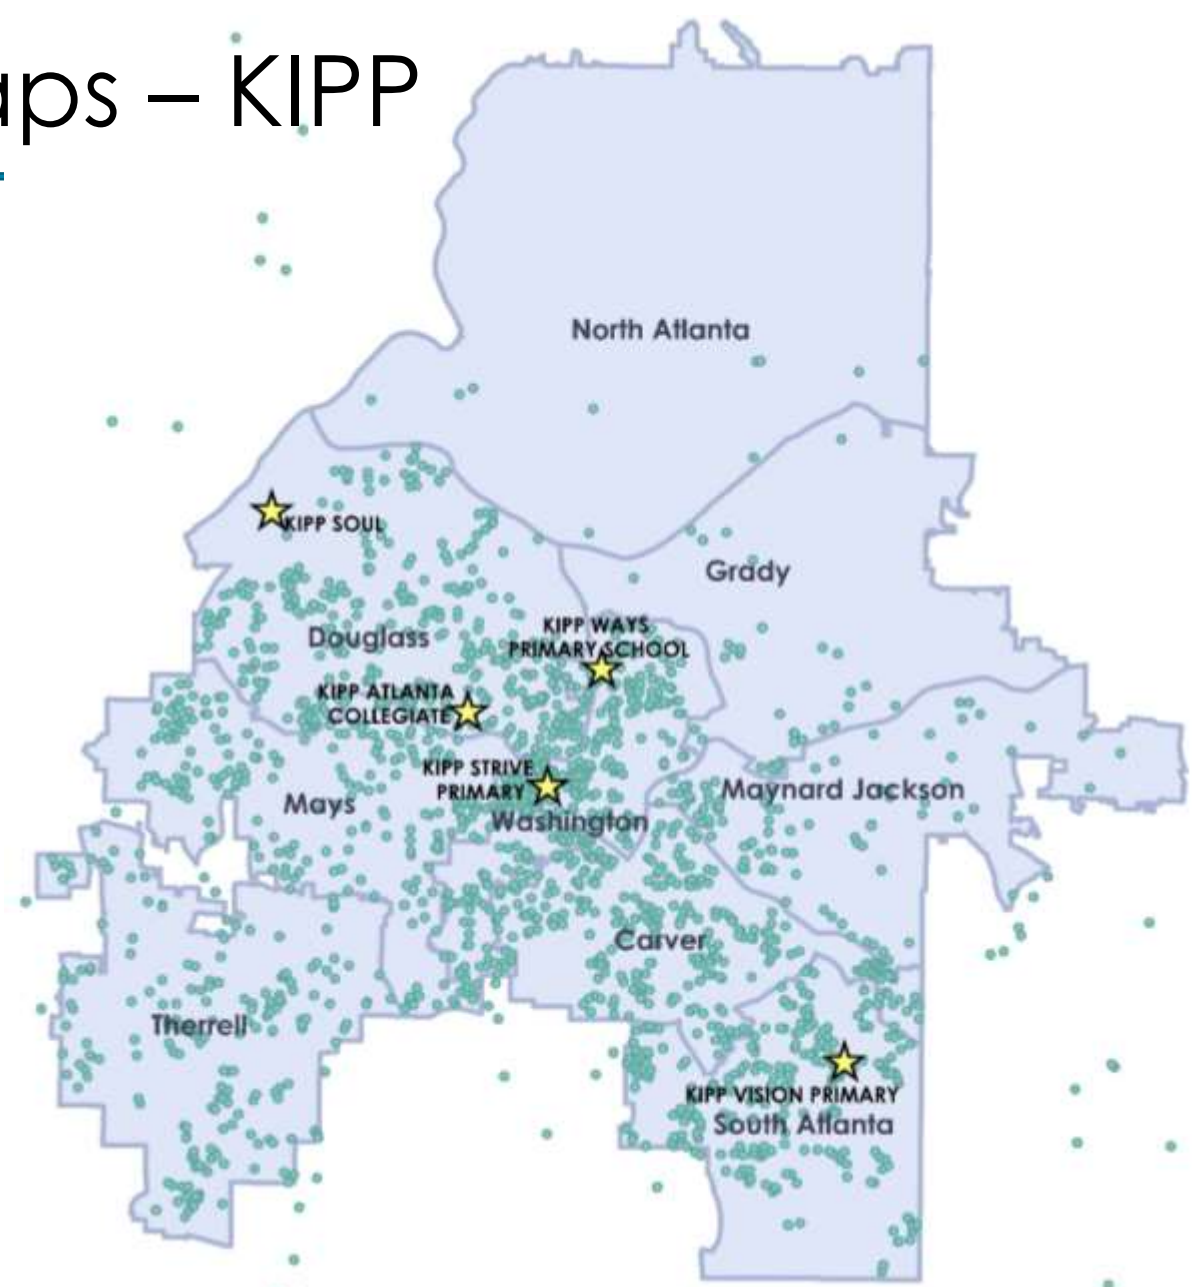 aps – KIPP
North Atlanta
KIPP SOUL
Grady
KIPP WAYS
PRIMARY SCHOOL
Douglass
KIPP ATLANTA
COLLEGIATE
KIPP STRIVE
PRIMARY
Maynard Jackson
Mays
Washington
Carver
Therrell
KIPP VISION PRIMARY
South Atlanta